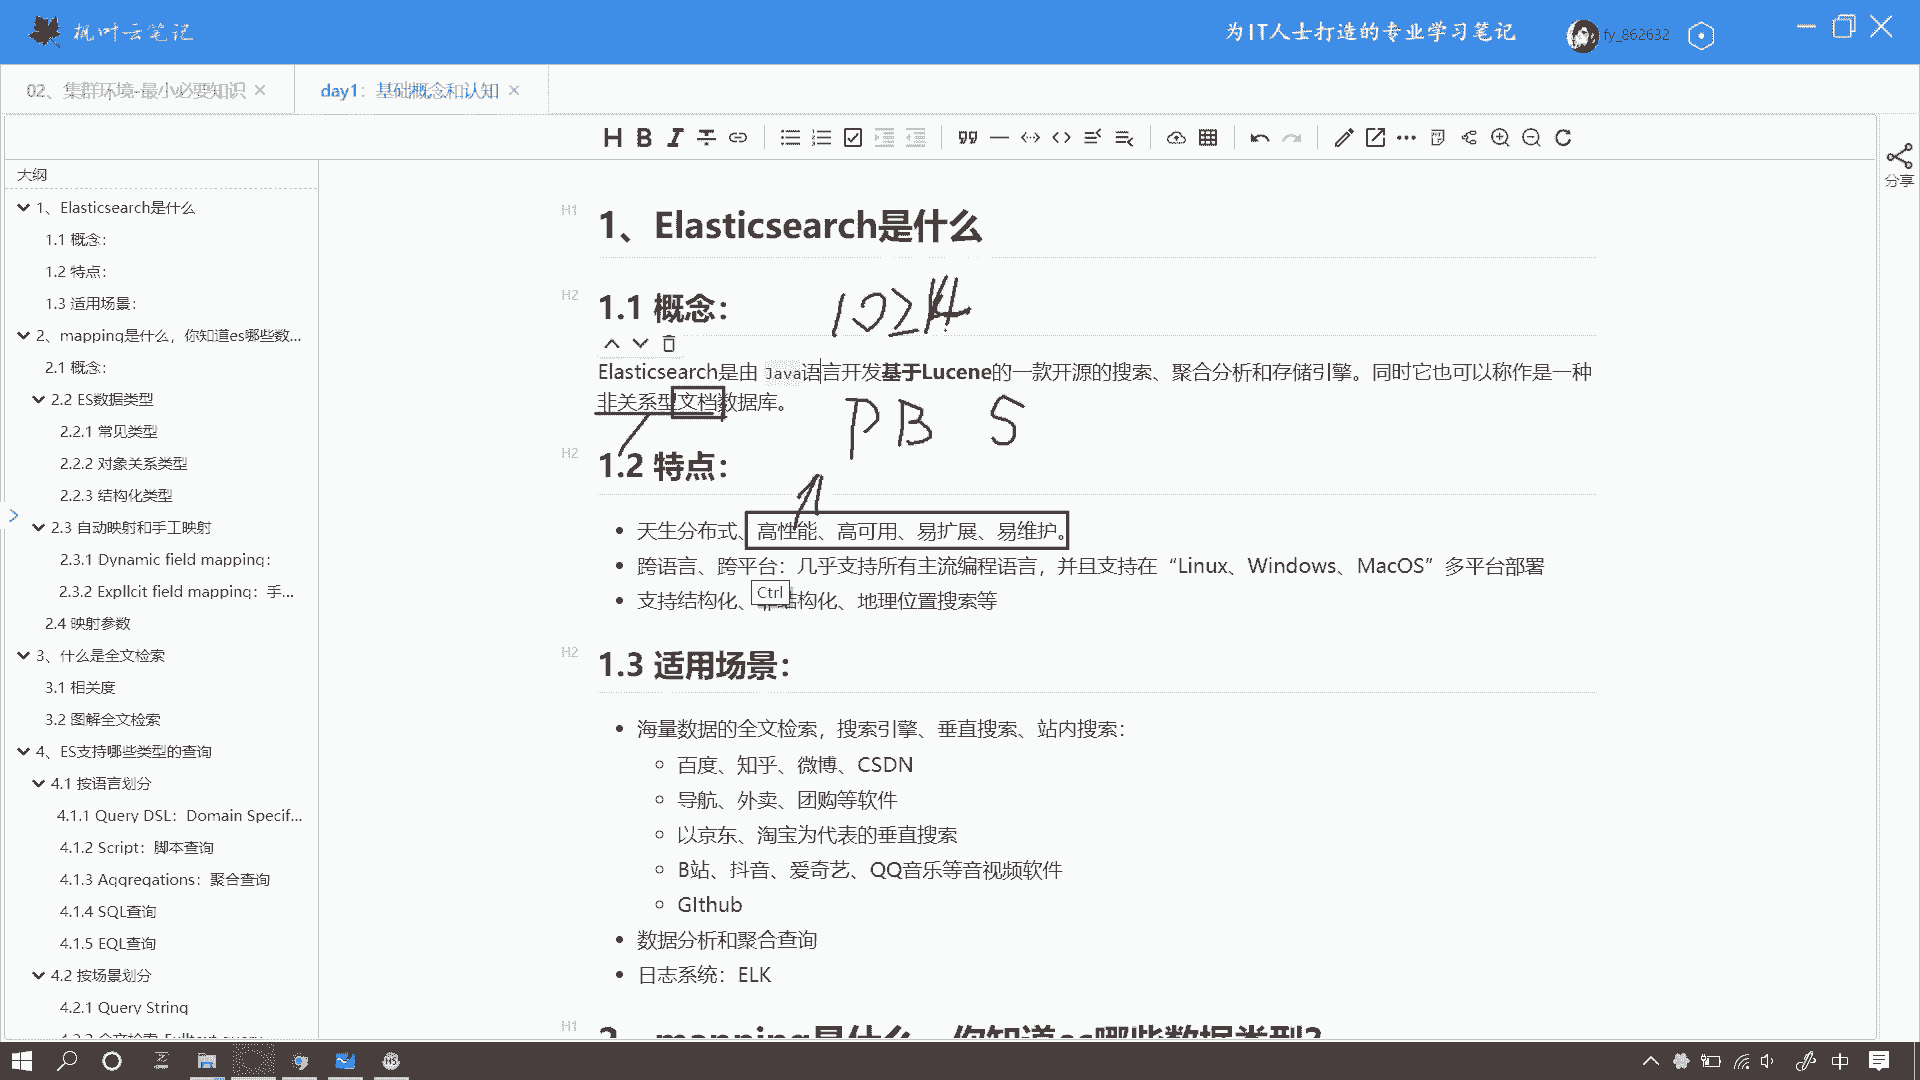 枫叶云笔记
为IT人士打造的专业学习笔记
fy_862632
02、集群环境-最小必要知识
day1：基础概念和认知
H B I
分享
大纲
1、Elasticsearch是什么
1.1 概念：
1.2 特点：
1.3 适用场景：
2、mapping是什么，你知道es哪些数...
2.1 概念：
2.2 ES数据类型
2.2.1 常见类型
2.2.2 对象关系类型
2.2.3 结构化类型
2.3 自动映射和手工映射
2.3.1 Dynamic field mapping：
2.3.2 Expllcit field mapping：手...
2.4 映射参数
3、什么是全文检索
3.1 相关度
3.2 图解全文检索
4、ES支持哪些类型的查询
4.1 按语言划分
4.1.1 Query DSL：Domain Specif...
4.1.2 Script：脚本查询
4.1.3 Aggregations：聚合查询
4.1.4 SQL查询
4.1.5 EQL查询
4.2 按场景划分
4.2.1 Query String
H1
1、Elasticsearch是什么
H2
1.1 概念：
1024
Elasticsearch是由 Java语言开发基于Lucene的一款开源的搜索、聚合分析和存储引擎。同时它也可以称作是一种
非关系型文档数据库。
PB S
H2
1.2 特点：
天生分布式、高性能、高可用、易扩展、易维护。
跨语言、跨平台：几乎支持所有主流编程语言，并且支持在“Linux、Windows、MacOS”多平台部署
Ctrl
支持结构化、非结构化、地理位置搜索等
H2
1.3 适用场景：
海量数据的全文检索，搜索引擎、垂直搜索、站内搜索：
百度、知乎、微博、CSDN
导航、外卖、团购等软件
以京东、淘宝为代表的垂直搜索
B站、抖音、爱奇艺、QQ音乐等音视频软件
GIthub
数据分析和聚合查询
日志系统：ELK
H1
2、mapping是什么，你知道es哪些数据类型?
中